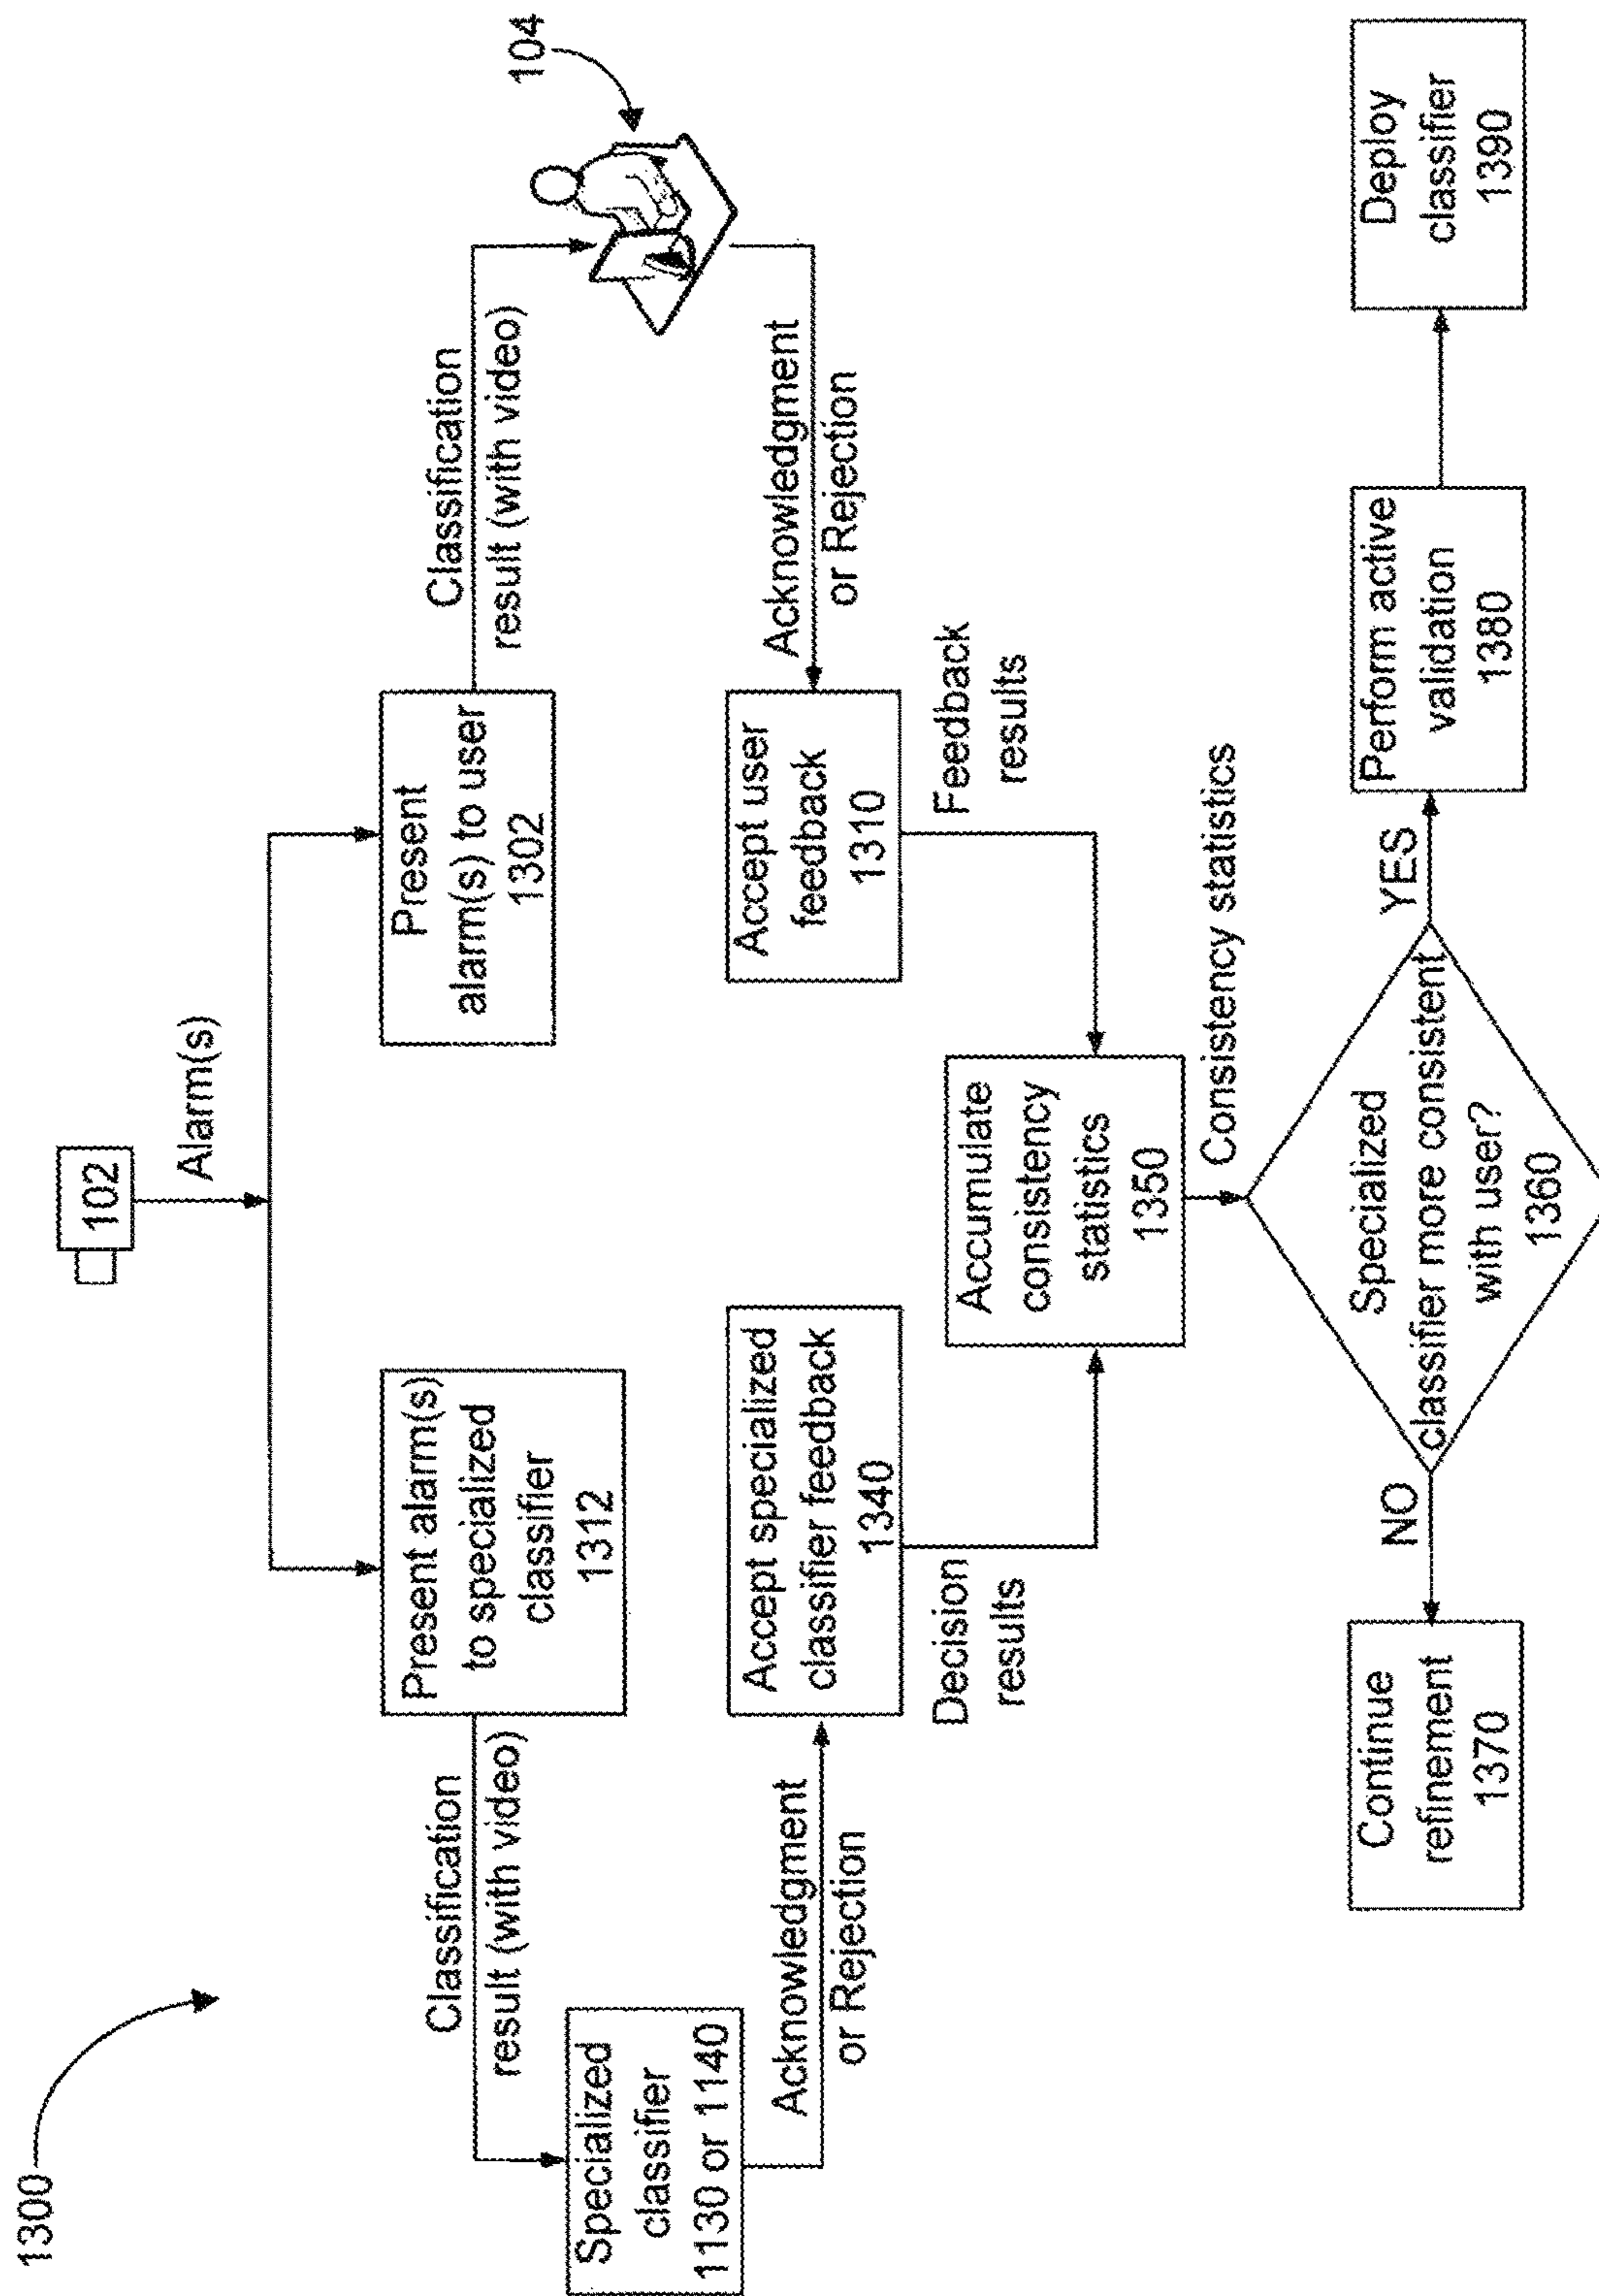 1300
102
Alarm(s)
Present alarm(s)
to specialized
classifier
1312
Present
alarm(s) to user
1302
Classification
result (with video)
Classification
result (with video)
104
Specialized
classifier
1130 or 1140
Acknowledgment
or Rejection
Accept specialized
classifier feedback
1340
Accept user
feedback
1310
Acknowledgment
or Rejection
Decision
results
Feedback
results
Accumulate
consistency
statistics
1350
Consistency statistics
Specialized
classifier more consistent
with user?
1360
NO
YES
Continue
refinement
1370
Perform active
validation
1380
Deploy
classifier
1390